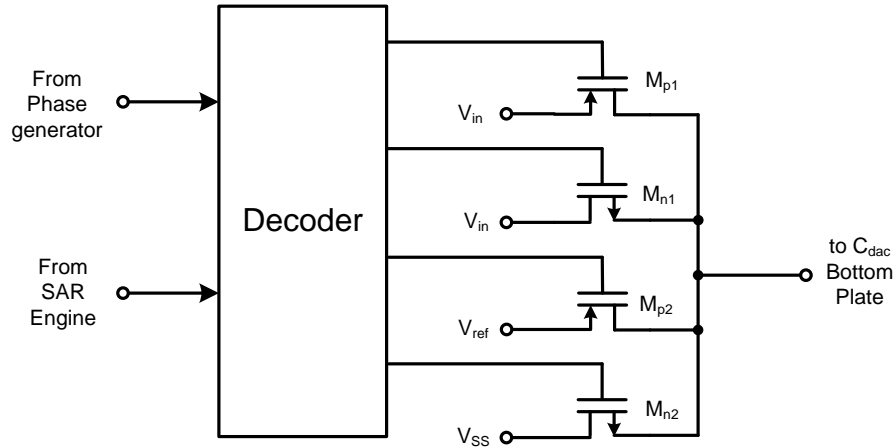 From
Phase
generator
From
SAR
Engine
Decoder
V_in
M_p1
V_in
M_n1
V_ref
M_p2
V_SS
M_n2
to C_dac
Bottom
Plate